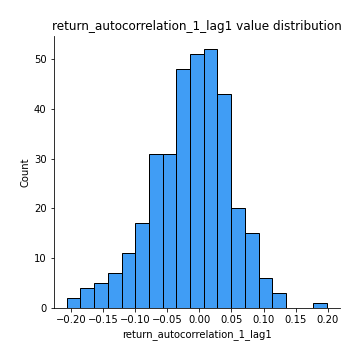 return_autocorrelation_1_lag1 value distribution
50
40
30
20
10
0
Count
−0.20 −0.15 −0.10 −0.05 0.00 0.05 0.10 0.15 0.20
return_autocorrelation_1_lag1